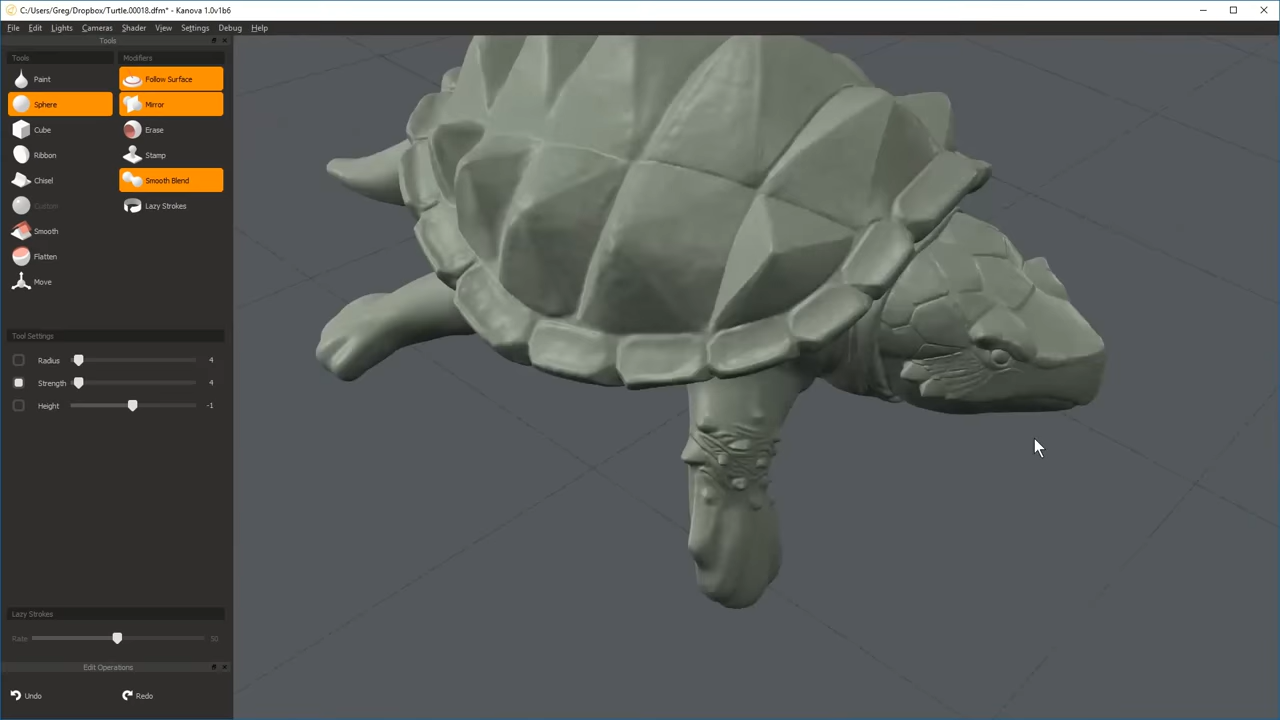 C:/Users/Greg/Dropbox/Turtle.00018.dfm* - Kanova 1.0v1b6
File Edit Lights Cameras Shader View Settings Debug Help
Tools
Tools Modifiers
Paint Follow Surface
Sphere Mirror
Cube Erase
Ribbon Stamp
Chisel Smooth Blend
Custom Lazy Strokes
Smooth
Flatten
Move
Tool Settings
Radius 4
Strength 4
Height -1
Lazy Strokes
Rate 50
Edit Operations
Undo Redo